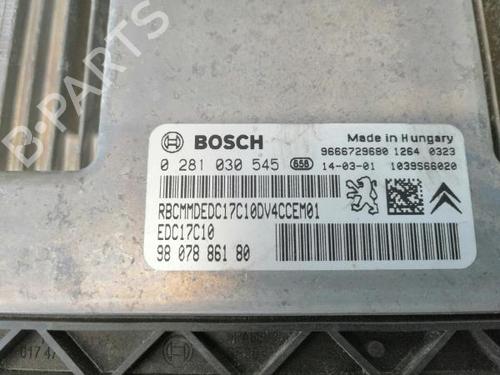 B-PARTS
BOSCH
Made in Hungary
9666729680 1264 0323
0 281 030 545 656 14-03-01 1039S66020
RBCMMDEDC17C10DV4CCEM01
EDC17C10
98 078 861 80